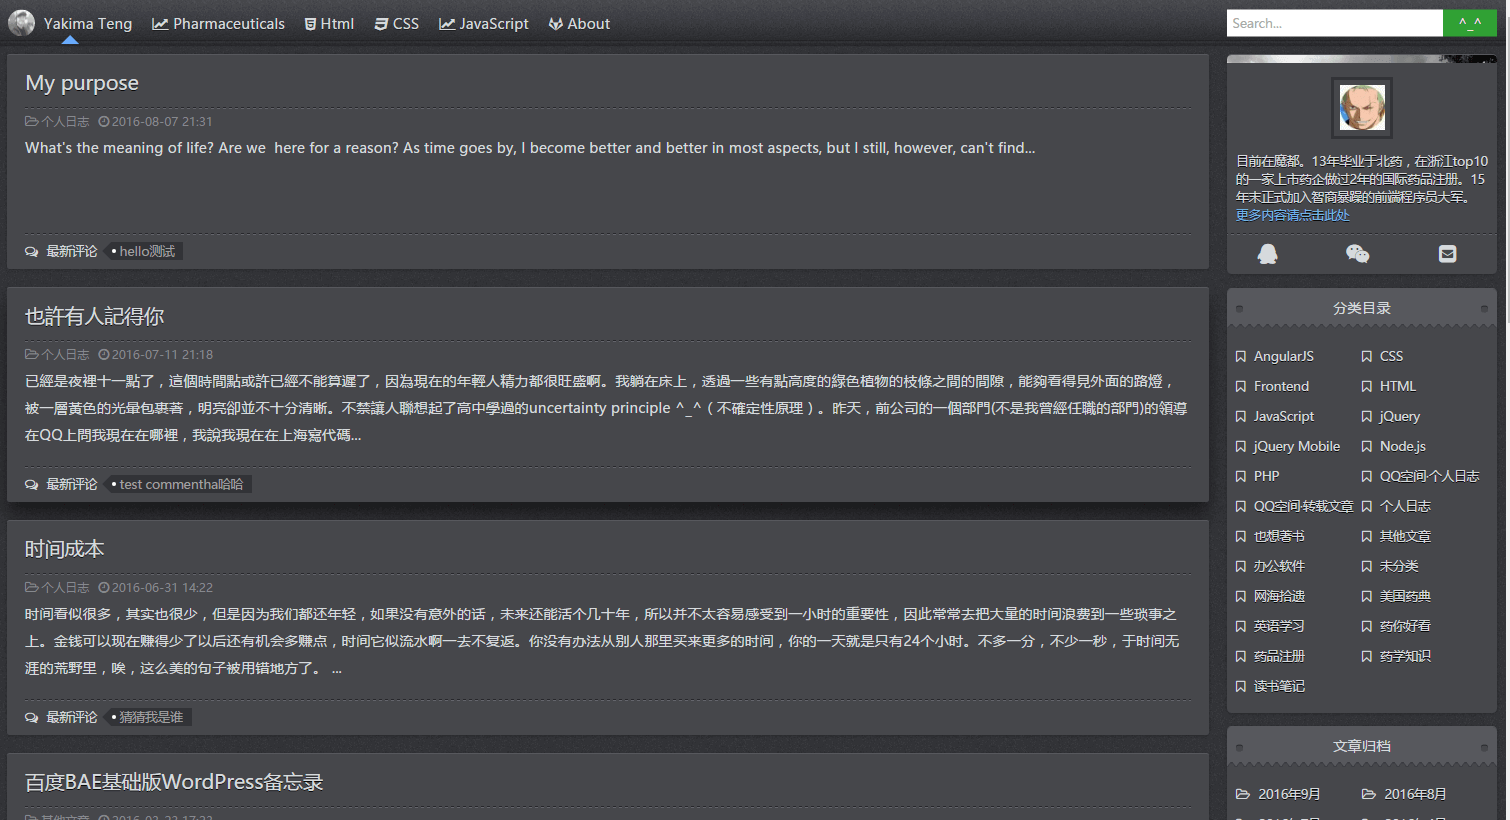 Yakima Teng Pharmaceuticals Html CSS JavaScript About
Search... ^_^
My purpose
个人日志 2016-08-07 21:31
What's the meaning of life? Are we  here for a reason? As time goes by, I become better and better in most aspects, but I still, however, can't find...
最新评论 hello测试
也許有人記得你
个人日志 2016-07-11 21:18
已經是夜裡十一點了，這個時間點或許已經不能算遲了，因為現在的年輕人精力都很旺盛啊。我躺在床上，透過一些有點高度的綠色植物的枝條之間的間隙，能夠看得見外面的路燈，
被一層黃色的光暈包裹著，明亮卻並不十分清晰。不禁讓人聯想起了高中學過的uncertainty principle ^_^（不確定性原理）。昨天，前公司的一個部門(不是我曾經任職的部門)的領導
在QQ上問我現在在哪裡，我說我現在在上海寫代碼...
最新评论 test commentha哈哈
时间成本
个人日志 2016-06-31 14:22
时间看似很多，其实也很少，但是因为我们都还年轻，如果没有意外的话，未来还能活个几十年，所以并不太容易感受到一小时的重要性，因此常常去把大量的时间浪费到一些琐事之
上。金钱可以现在赚得少了以后还有机会多赚点，时间它似流水啊一去不复返。你没有办法从别人那里买来更多的时间，你的一天就是只有24个小时。不多一分，不少一秒，于时间无
涯的荒野里，唉，这么美的句子被用错地方了。 ...
最新评论 猜猜我是谁
百度BAE基础版WordPress备忘录
目前在魔都。13年毕业于北药，在浙江top10
的一家上市药企做过2年的国际药品注册。15
年末正式加入智商暴躁的前端程序员大军。
更多内容请点击此处
分类目录
AngularJS CSS
Frontend HTML
JavaScript jQuery
jQuery Mobile Node.js
PHP QQ空间·个人日志
QQ空间·转载文章 个人日志
也想著书 其他文章
办公软件 未分类
网海拾遗 美国药典
英语学习 药你好看
药品注册 药学知识
读书笔记
文章归档
2016年9月 2016年8月